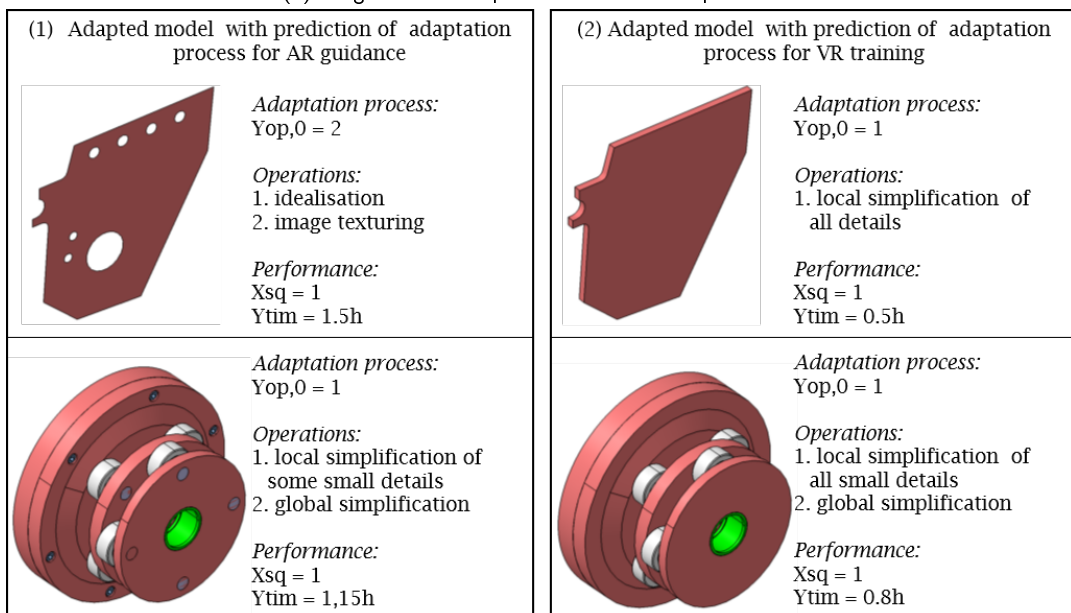 (1) Adapted model with prediction of adaptation
process for AR guidance
Adaptation process:
Yop,0 = 2
Operations:
1. idealisation
2. image texturing
Performance:
Xsq = 1
Ytim = 1.5h
Adaptation process:
Yop,0 = 1
Operations:
1. local simplification of
some small details
2. global simplification
Performance:
Xsq = 1
Ytim = 1,15h
(2) Adapted model with prediction of adaptation
process for VR training
Adaptation process:
Yop,0 = 1
Operations:
1. local simplification of
all details
Performance:
Xsq = 1
Ytim = 0.5h
Adaptation process:
Yop,0 = 1
Operations:
1. local simplification of
all small details
2. global simplification
Performance:
Xsq = 1
Ytim = 0.8h